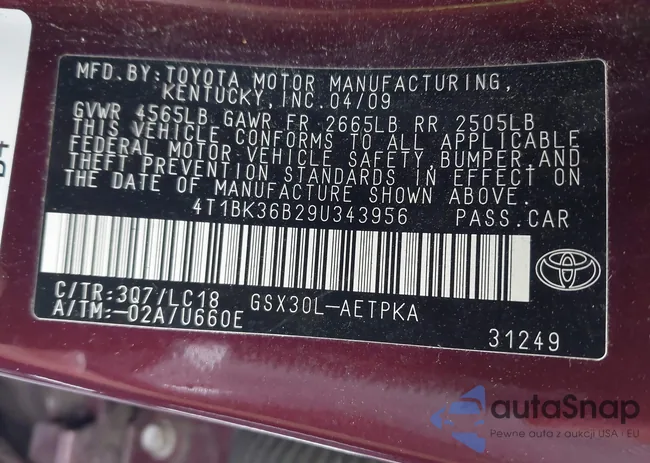 MFD.BY:TOYOTA MOTOR MANUFACTURING,
KENTUCKY,INC.04/09
GVWR 4565LB GAWR FR 2665LB RR 2505LB
THIS VEHICLE CONFORMS TO ALL APPLICABLE
FEDERAL MOTOR VEHICLE SAFETY,BUMPER,AND
THEFT PREVENTION STANDARDS IN EFFECT ON
THE DATE OF MANUFACTURE SHOWN ABOVE.
4T1BK36B29U343956 PASS.CAR
C/TR:3Q7/LC18 GSX30L-AETPKA
A/TM:-02A/U660E
31249
autaSnap
Pewne auta z aukcji USA i EU